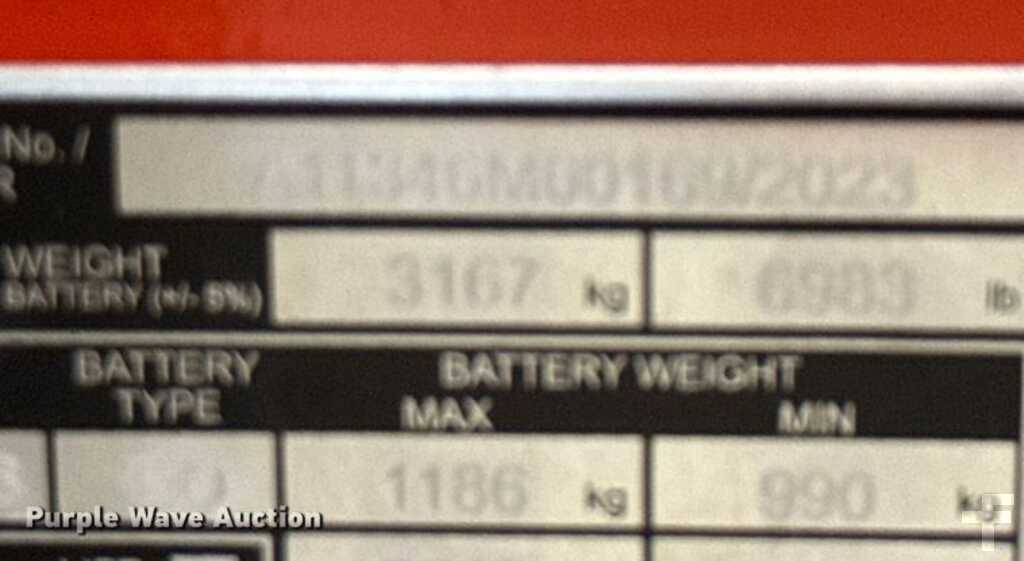 No. /
R
WEIGHT
BATTERY (+/- 5%)
3167 kg
6983 lb
BATTERY TYPE
BATTERY WEIGHT
MAX
MIN
1186 kg
990 kg
Purple Wave Auction